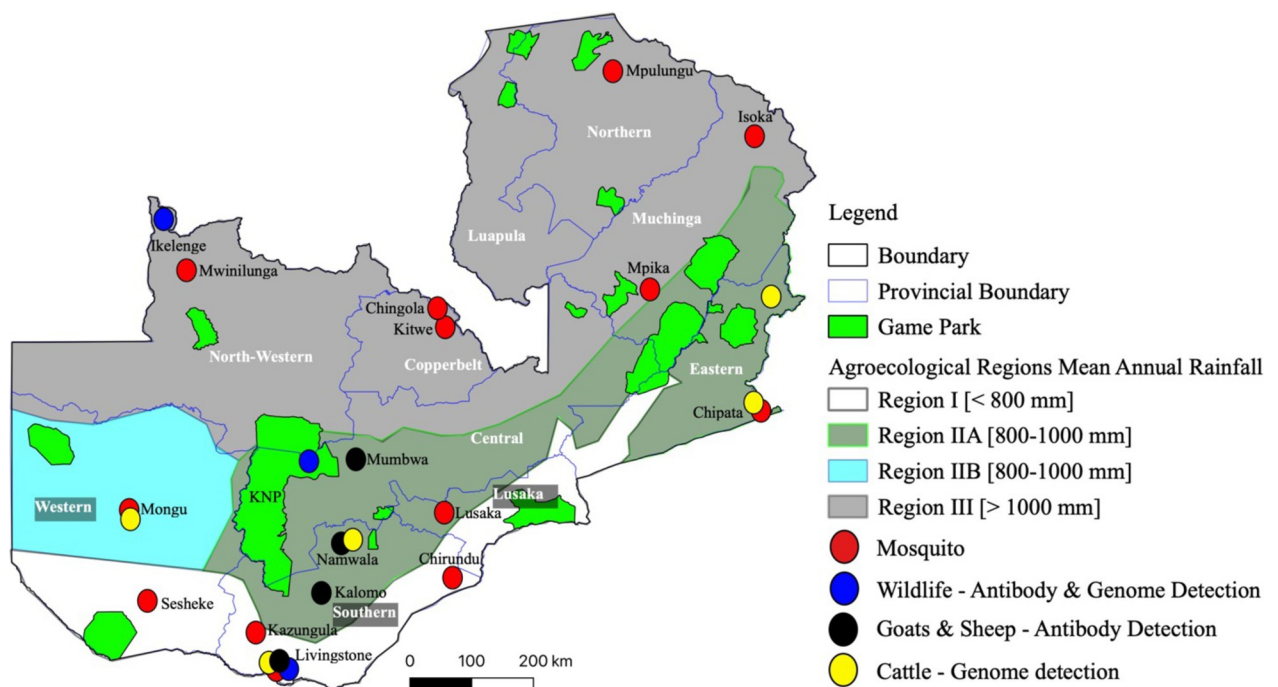 Mpulungu
Isoka
Northern
Ikelenge
Mwinilunga
Luapula
Muchinga
Mpika
Chingola
Kitwe
North-Western
Copperbelt
Eastern
Chipata
Central
Mumbwa
KNP
Western
Mongu
Lusaka
Lusaka
Namwala
Chirundu
Kalomo
Southern
Sesheke
Kazungula
Livingstone
0 100 200 km
Legend
Boundary
Provincial Boundary
Game Park
Agroecological Regions Mean Annual Rainfall
Region I [< 800 mm]
Region IIA [800-1000 mm]
Region IIB [800-1000 mm]
Region III [> 1000 mm]
Mosquito
Wildlife - Antibody & Genome Detection
Goats & Sheep - Antibody Detection
Cattle - Genome detection